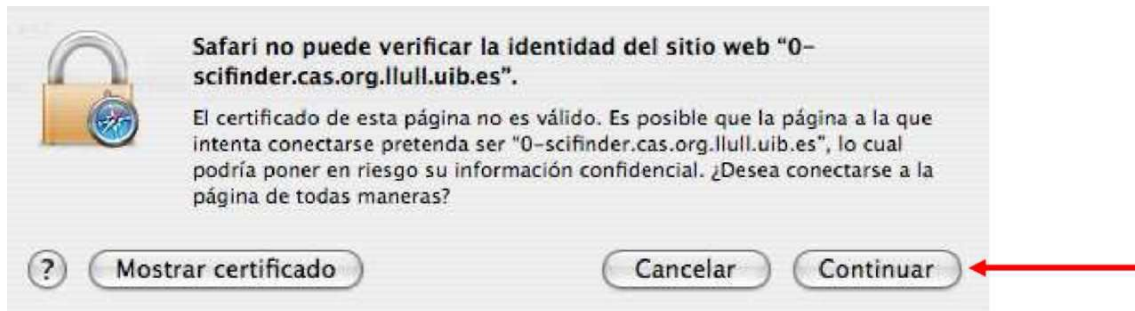 Safari no puede verificar la identidad del sitio web “0-
scifinder.cas.org.llull.uib.es”.
El certificado de esta página no es válido. Es posible que la página a la que
intenta conectarse pretenda ser “0-scifinder.cas.org.llull.uib.es”, lo cual
podría poner en riesgo su información confidencial. ¿Desea conectarse a la
página de todas maneras?
? Mostrar certificado Cancelar Continuar